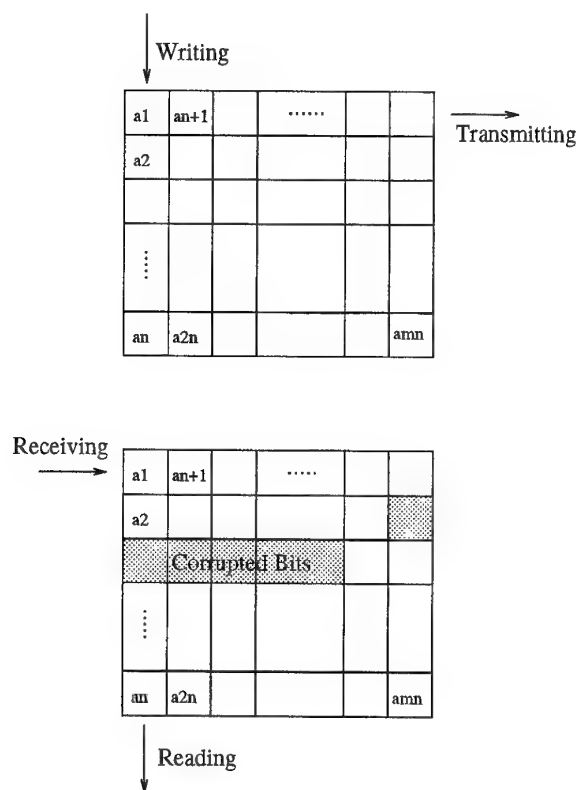 Writing
a1 an+1 ......
Transmitting
a2
......
an a2n amn
Receiving
a1 an+1 .....
a2
Corrupted Bits
......
an a2n amn
Reading